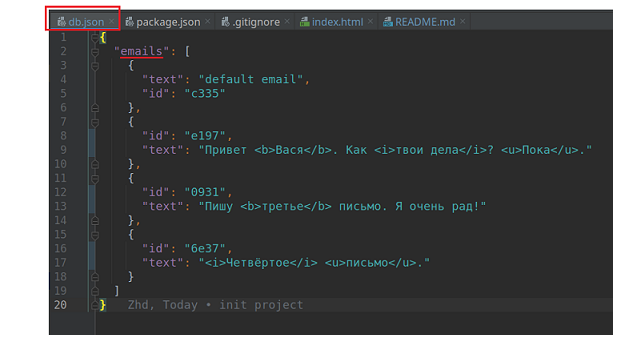 db.json package.json .gitignore index.html README.md
1 {
2 "emails": [
3 {
4 "text": "default email",
5 "id": "c335"
6 },
7 {
8 "id": "e197",
9 "text": "Привет <b>Вася</b>. Как <i>твои дела</i>? <u>Пока</u>."
10 },
11 {
12 "id": "0931",
13 "text": "Пишу <b>третье</b> письмо. Я очень рад!"
14 },
15 {
16 "id": "6e37",
17 "text": "<i>Четвёртое</i> <u>письмо</u>."
18 }
19 ]
20 } Zhd, Today • init project